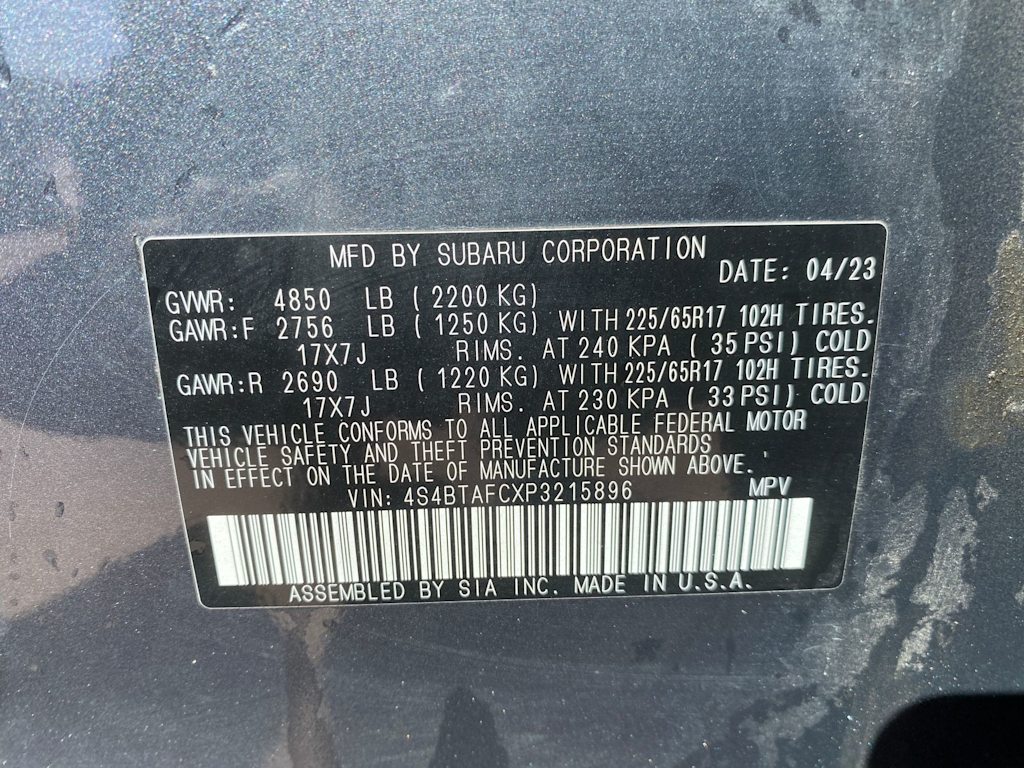 MFD BY SUBARU CORPORATION
DATE: 04/23
GVWR: 4850 LB ( 2200 KG)
GAWR:F 2756 LB ( 1250 KG) WITH 225/65R17 102H TIRES.
17X7J RIMS. AT 240 KPA ( 35 PSI) COLD
GAWR:R 2690 LB ( 1220 KG) WITH 225/65R17 102H TIRES.
17X7J RIMS. AT 230 KPA ( 33 PSI) COLD
THIS VEHICLE CONFORMS TO ALL APPLICABLE FEDERAL MOTOR
VEHICLE SAFETY AND THEFT PREVENTION STANDARDS
IN EFFECT ON THE DATE OF MANUFACTURE SHOWN ABOVE.
VIN: 4S4BTAFCXP3215896 MPV
ASSEMBLED BY SIA INC. MADE IN U.S.A.